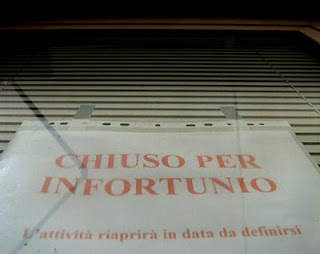 CHIUSO PER
INFORTUNIO
L'attività riaprirà in data da definirsi